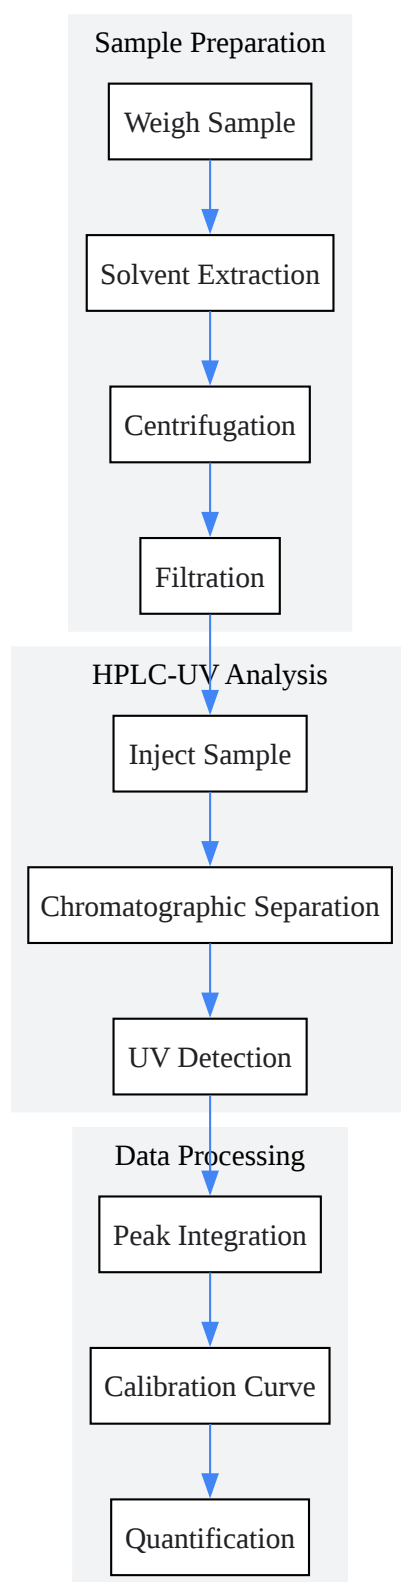 Sample Preparation
Weigh Sample
Solvent Extraction
Centrifugation
Filtration
HPLC-UV Analysis
Inject Sample
Chromatographic Separation
UV Detection
Data Processing
Peak Integration
Calibration Curve
Quantification